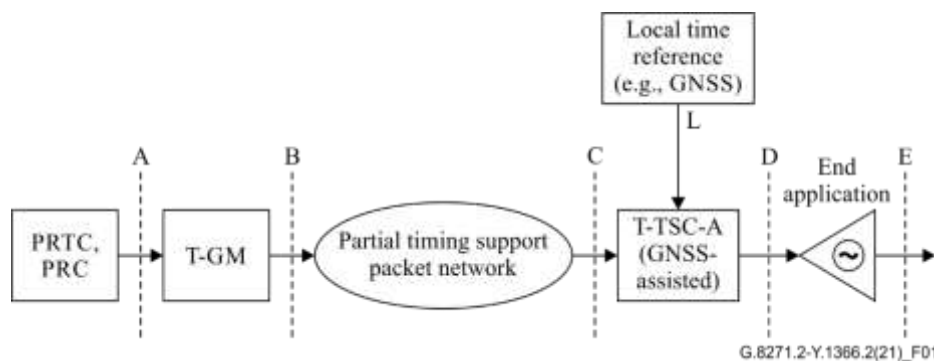 Local time
reference
(e.g., GNSS)
L
A
B
C
D
End
application
E
PRTC,
PRC
T-GM
Partial timing support
packet network
T-TSC-A
(GNSS-
assisted)
G.8271.2-Y.1366.2(21)_F01